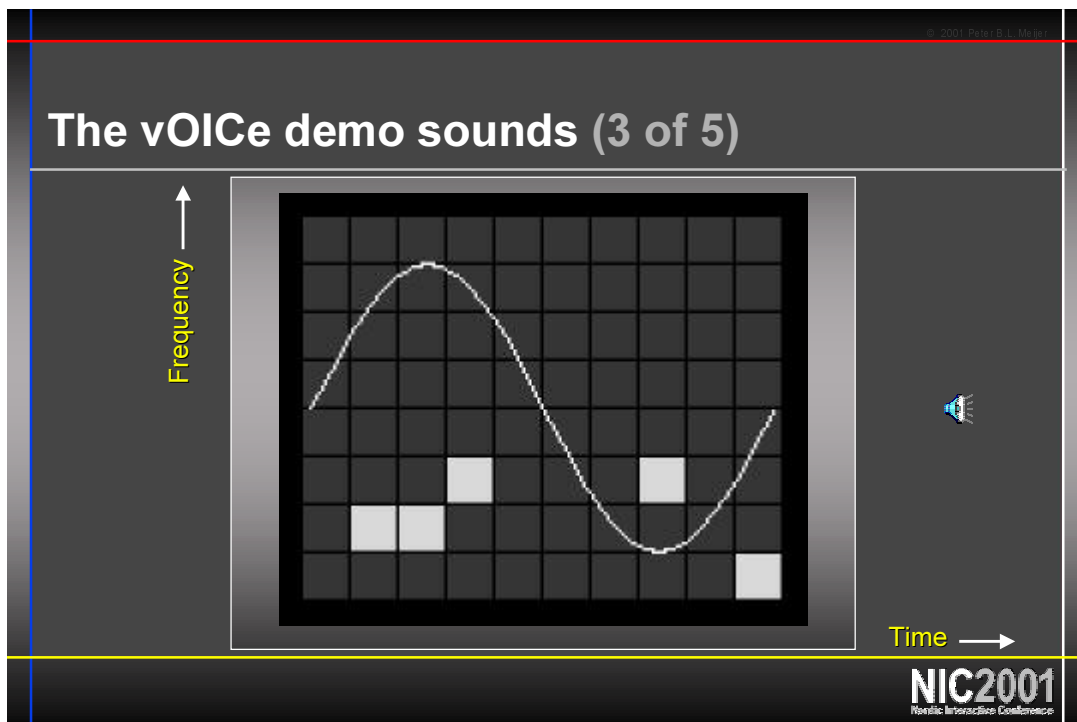 © 2001 Peter B.L. Meijer
The vOICe demo sounds (3 of 5)
Frequency
Time
NIC2001
Nordic Interactive Conference